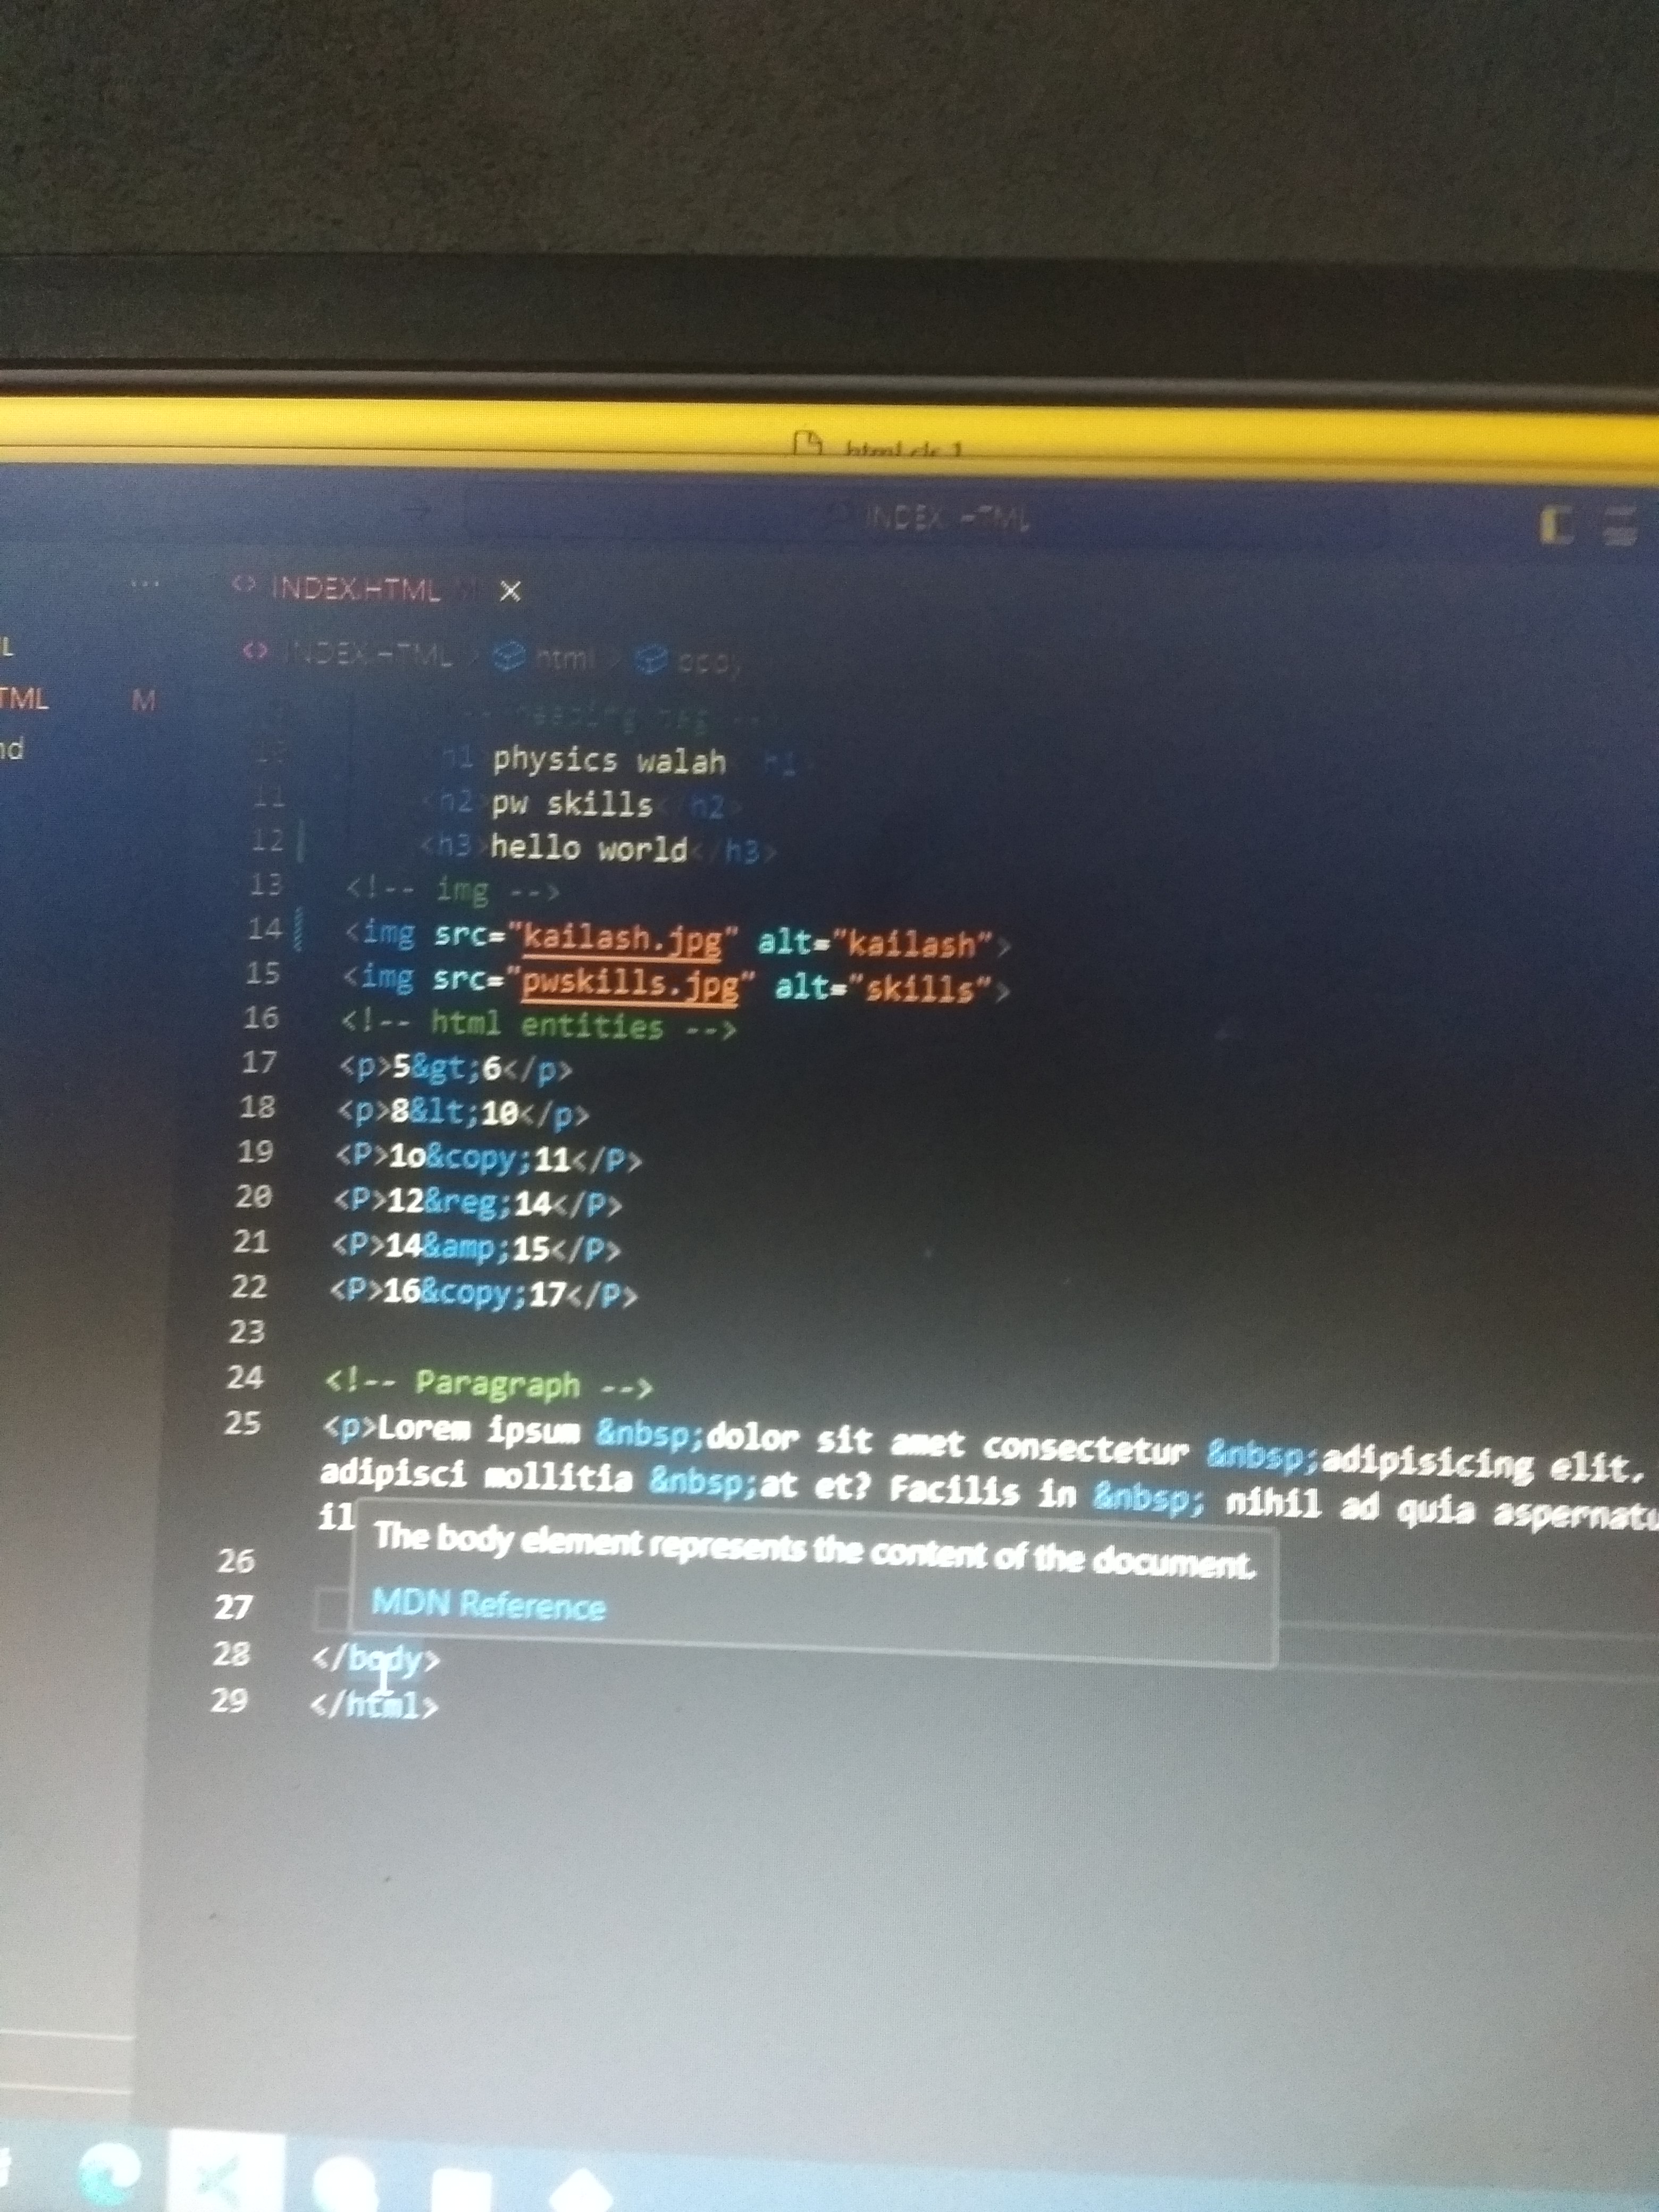 html cls 1
INDEX HTML
... <> INDEX.HTML M X
L <> INDEX.HTML > html > body
TML M
<!-- heading tag -->
nd 10 <h1>physics walah</h1>
11 <h2>pw skills</h2>
12 <h3>hello world</h3>
13 <!-- img -->
14 <img src="kailash.jpg" alt="kailash">
15 <img src="pwskills.jpg" alt="skills">
16 <!-- html entities -->
17 <p>5&gt;6</p>
18 <p>8&lt;10</p>
19 <P>1o&copy;11</P>
20 <P>12&reg;14</P>
21 <P>14&amp;15</P>
22 <P>16&copy;17</P>
23
24 <!-- Paragraph -->
25 <p>Lorem ipsum &nbsp;dolor sit amet consectetur &nbsp;adipisicing elit.
adipisci mollitia &nbsp;at et? Facilis in &nbsp; nihil ad quia aspernatu
il
The body element represents the content of the document.
26
MDN Reference
27
28 </body>
29 </html>